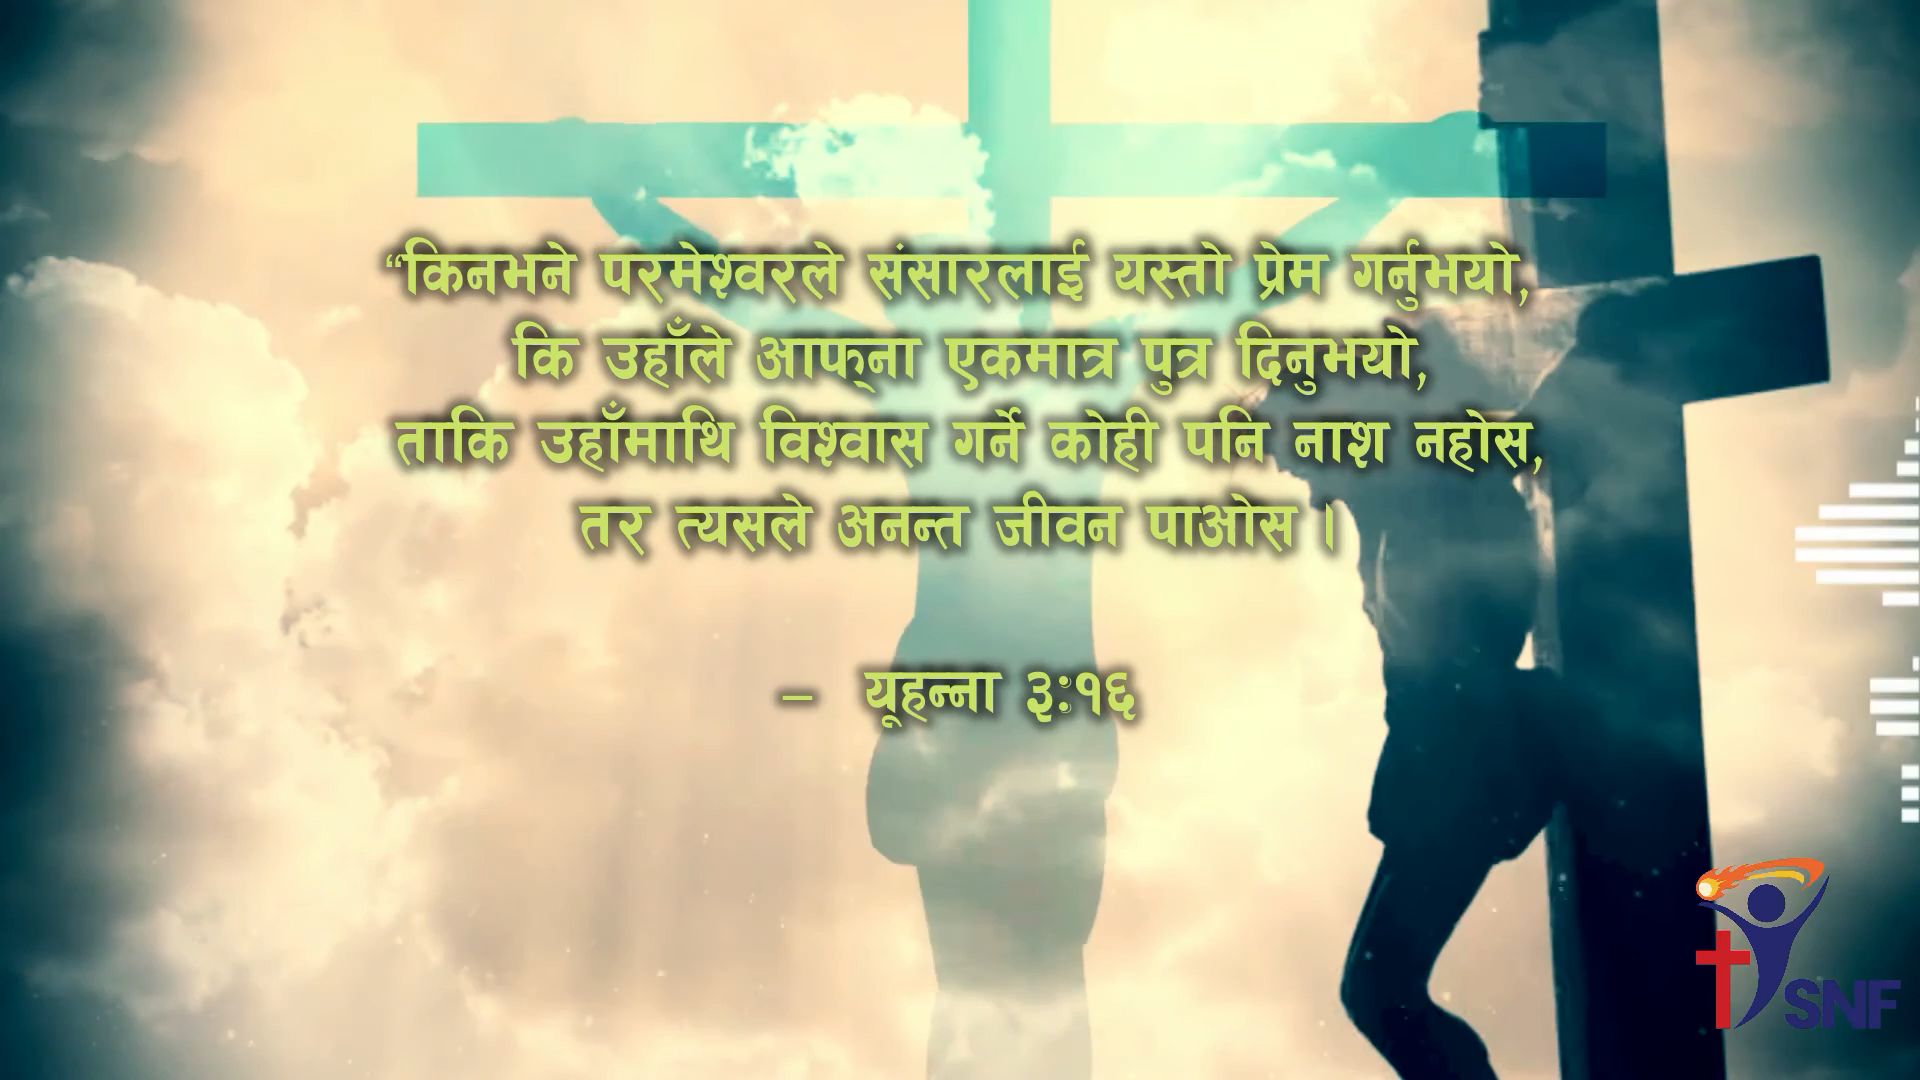 “किनभने परमेश्वरले संसारलाई यस्तो प्रेम गर्नुभयो,
कि उहाँले आफ्ना एकमात्र पुत्र दिनुभयो,
ताकि उहाँमाथि विश्वास गर्ने कोही पनि नाश नहोस,
तर त्यसले अनन्त जीवन पाओस ।
– यूहन्ना ३:१६
SNF